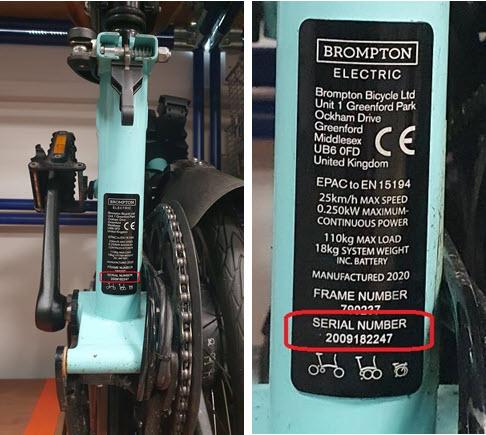 BROMPTON
ELECTRIC
Brompton Bicycle Ltd
Unit 1 Greenford Park
Ockham Drive
Greenford
Middlesex
UB6 0FD
United Kingdom
CE
EPAC to EN 15194
25km/h MAX SPEED
0.250kW MAXIMUM-
CONTINUOUS POWER
110kg MAX LOAD
18kg SYSTEM WEIGHT
INC. BATTERY
MANUFACTURED 2020
FRAME NUMBER
SERIAL NUMBER
2009182247